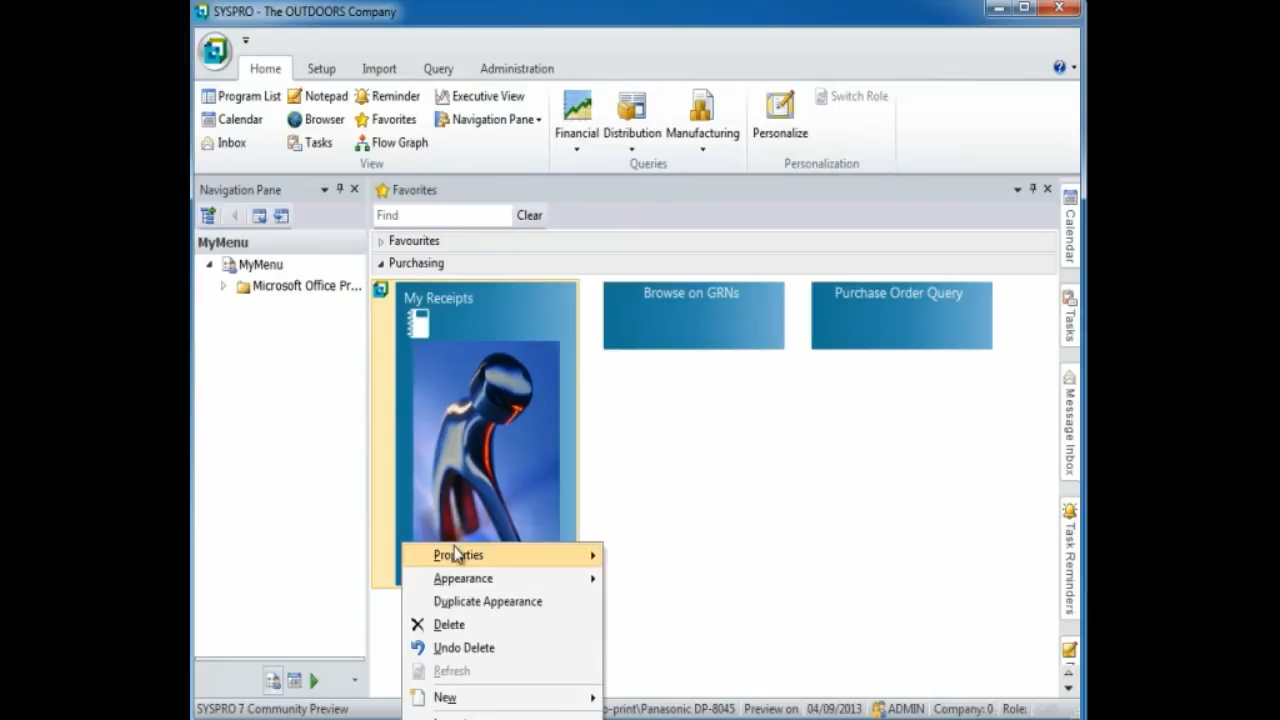 SYSPRO - The OUTDOORS Company
Home Setup Import Query Administration
Program List Notepad Reminder Executive View
Calendar Browser Favorites Navigation Pane
Inbox Tasks Flow Graph
View
Financial Distribution Manufacturing
Queries
Personalize Switch Role
Personalization
Navigation Pane
MyMenu
MyMenu
Microsoft Office Pr...
Favorites
Find Clear
Favourites
Purchasing
My Receipts
Browse on GRNs
Purchase Order Query
Properties
Appearance
Duplicate Appearance
Delete
Undo Delete
Refresh
New
Calendar
Tasks
Message Inbox
Task Reminders
SYSPRO 7 Community Preview
o-print\Panasonic DP-8045 Preview on 04/09/2013 ADMIN Company: 0 Role: